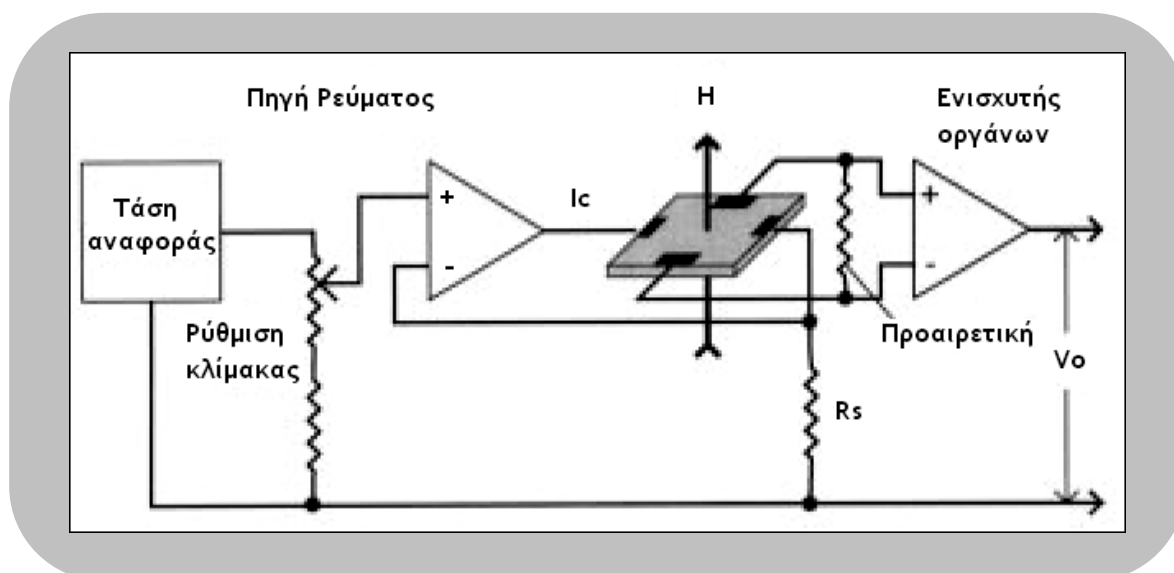 Πηγή Ρεύματος
H
Ενισχυτής
οργάνων
Τάση
αναφοράς
+
-
Ic
+
-
Ρύθμιση
κλίμακας
Προαιρετική
Vo
Rs